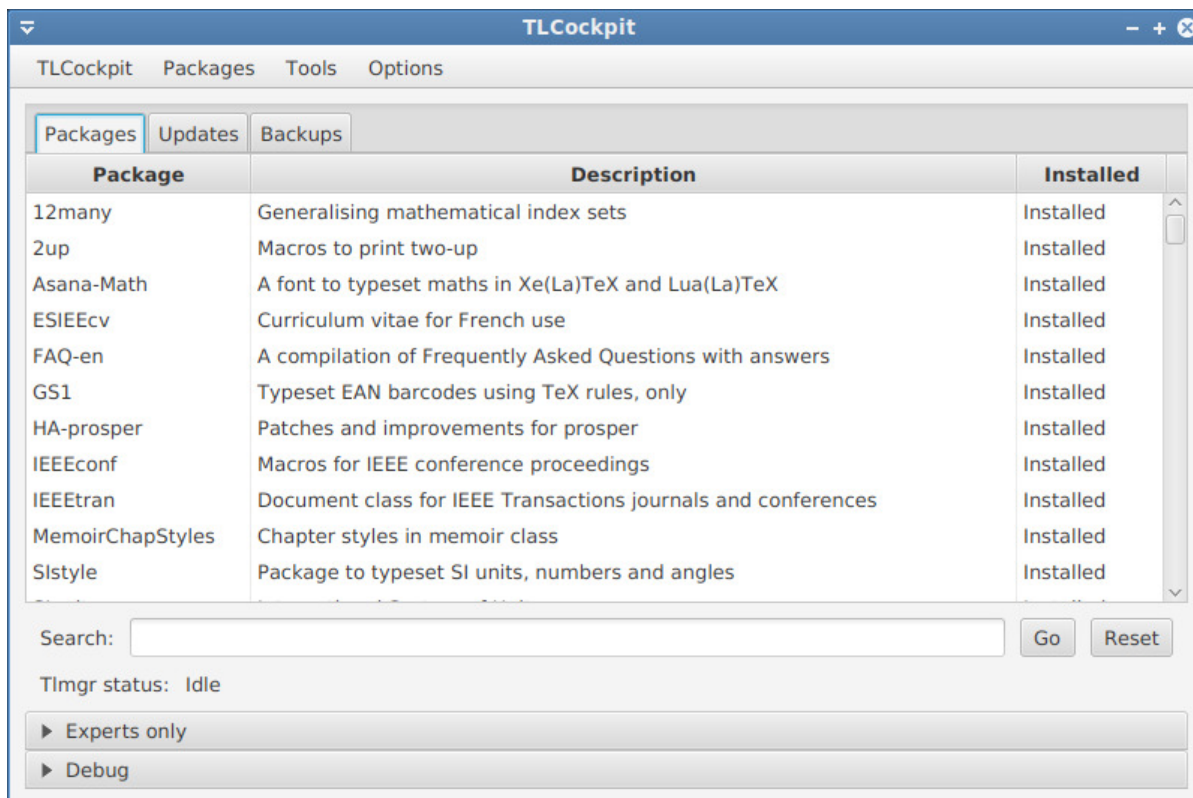 TLCockpit
TLCockpit Packages Tools Options
Packages Updates Backups
Package Description Installed
12many Generalising mathematical index sets Installed
2up Macros to print two-up Installed
Asana-Math A font to typeset maths in Xe(La)TeX and Lua(La)TeX Installed
ESIEEcv Curriculum vitae for French use Installed
FAQ-en A compilation of Frequently Asked Questions with answers Installed
GS1 Typeset EAN barcodes using TeX rules, only Installed
HA-prosper Patches and improvements for prosper Installed
IEEEconf Macros for IEEE conference proceedings Installed
IEEEtran Document class for IEEE Transactions journals and conferences Installed
MemoirChapStyles Chapter styles in memoir class Installed
SIstyle Package to typeset SI units, numbers and angles Installed
Search: Go Reset
Tlmgr status: Idle
Experts only
Debug